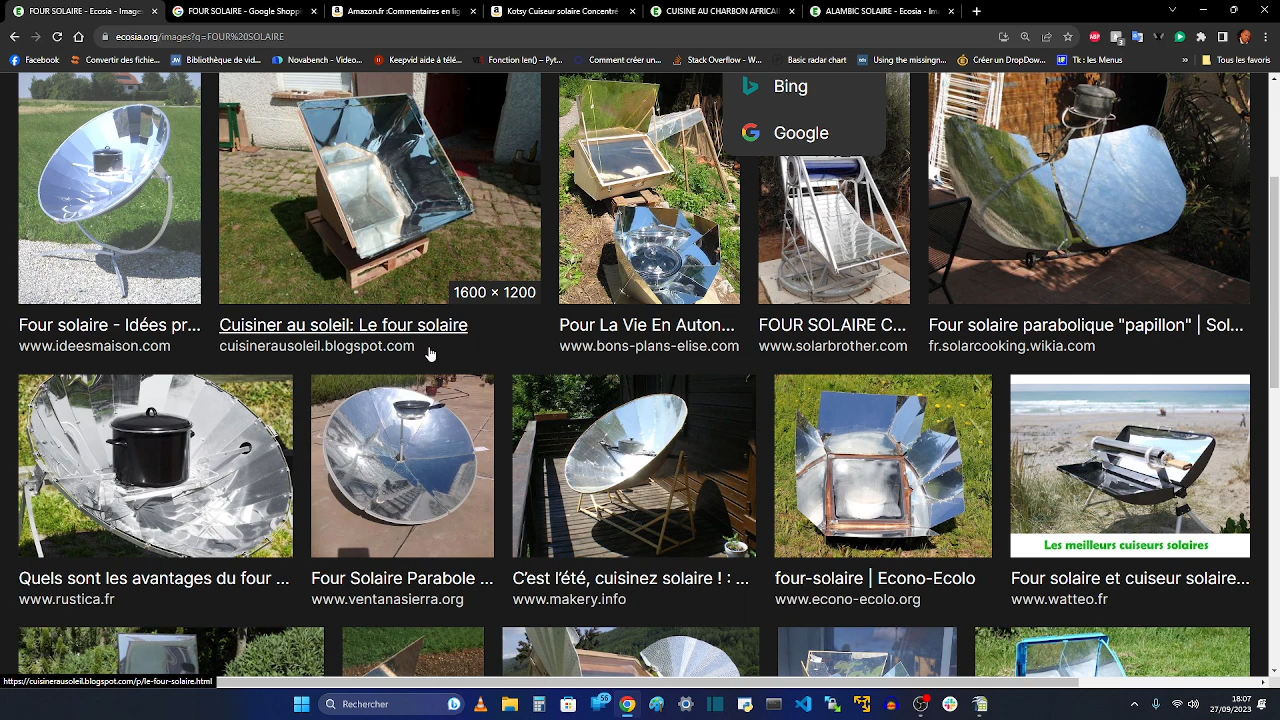 FOUR SOLAIRE - Ecosia - Images
FOUR SOLAIRE - Google Shoppi
Amazon.fr :Commentaires en lig
Kotsy Cuiseur solaire Concentré
CUISINE AU CHARBON AFRICAI
ALAMBIC SOLAIRE - Ecosia - Im
ecosia.org/images?q=FOUR%20SOLAIRE
Facebook
Convertir des fichie...
Bibliothèque de vid...
Novabench - Video...
Keepvid aide à télé...
Fonction len() – Pyt...
Comment créer un...
Stack Overflow - W...
Basic radar chart
Using the missingn...
Créer un DropDow...
Tk : les Menus
»
Tous les favoris
Bing
Google
1600 × 1200
Four solaire - Idées pr...
www.ideesmaison.com
Cuisiner au soleil: Le four solaire
cuisinerausoleil.blogspot.com
Pour La Vie En Auton...
www.bons-plans-elise.com
FOUR SOLAIRE C...
www.solarbrother.com
Four solaire parabolique "papillon" | Sol...
fr.solarcooking.wikia.com
Les meilleurs cuiseurs solaires
Quels sont les avantages du four ...
www.rustica.fr
Four Solaire Parabole ...
www.ventanasierra.org
C'est l'été, cuisinez solaire ! : ...
www.makery.info
four-solaire | Econo-Ecolo
www.econo-ecolo.org
Four solaire et cuiseur solaire...
www.watteo.fr
https://cuisinerausoleil.blogspot.com/p/le-four-solaire.html
Rechercher
56
18:07
27/09/2023